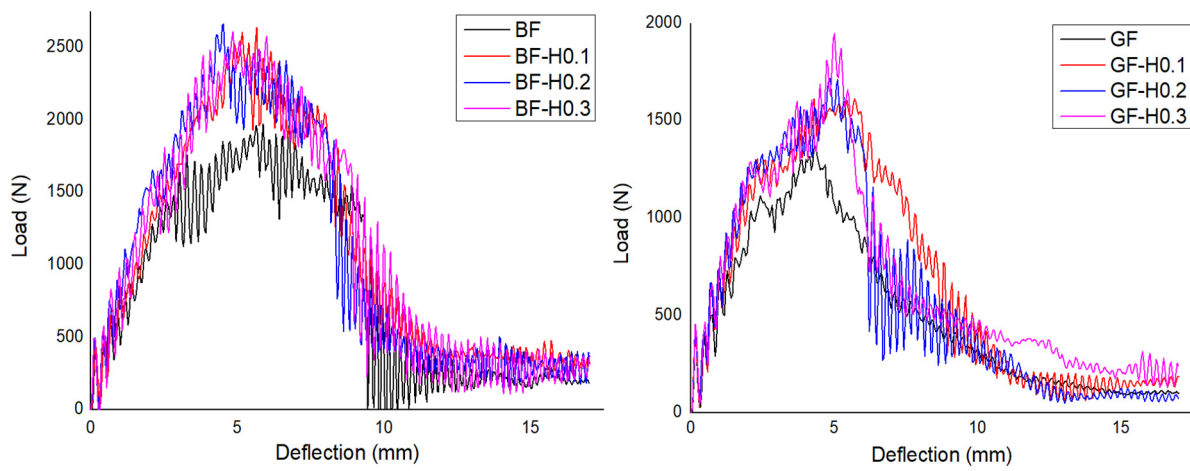 2500
2000
1500
1000
500
0
Load (N)
0
5
10
15
Deflection (mm)
BF
BF-H0.1
BF-H0.2
BF-H0.3
2000
1500
1000
500
0
Load (N)
0
5
10
15
Deflection (mm)
GF
GF-H0.1
GF-H0.2
GF-H0.3